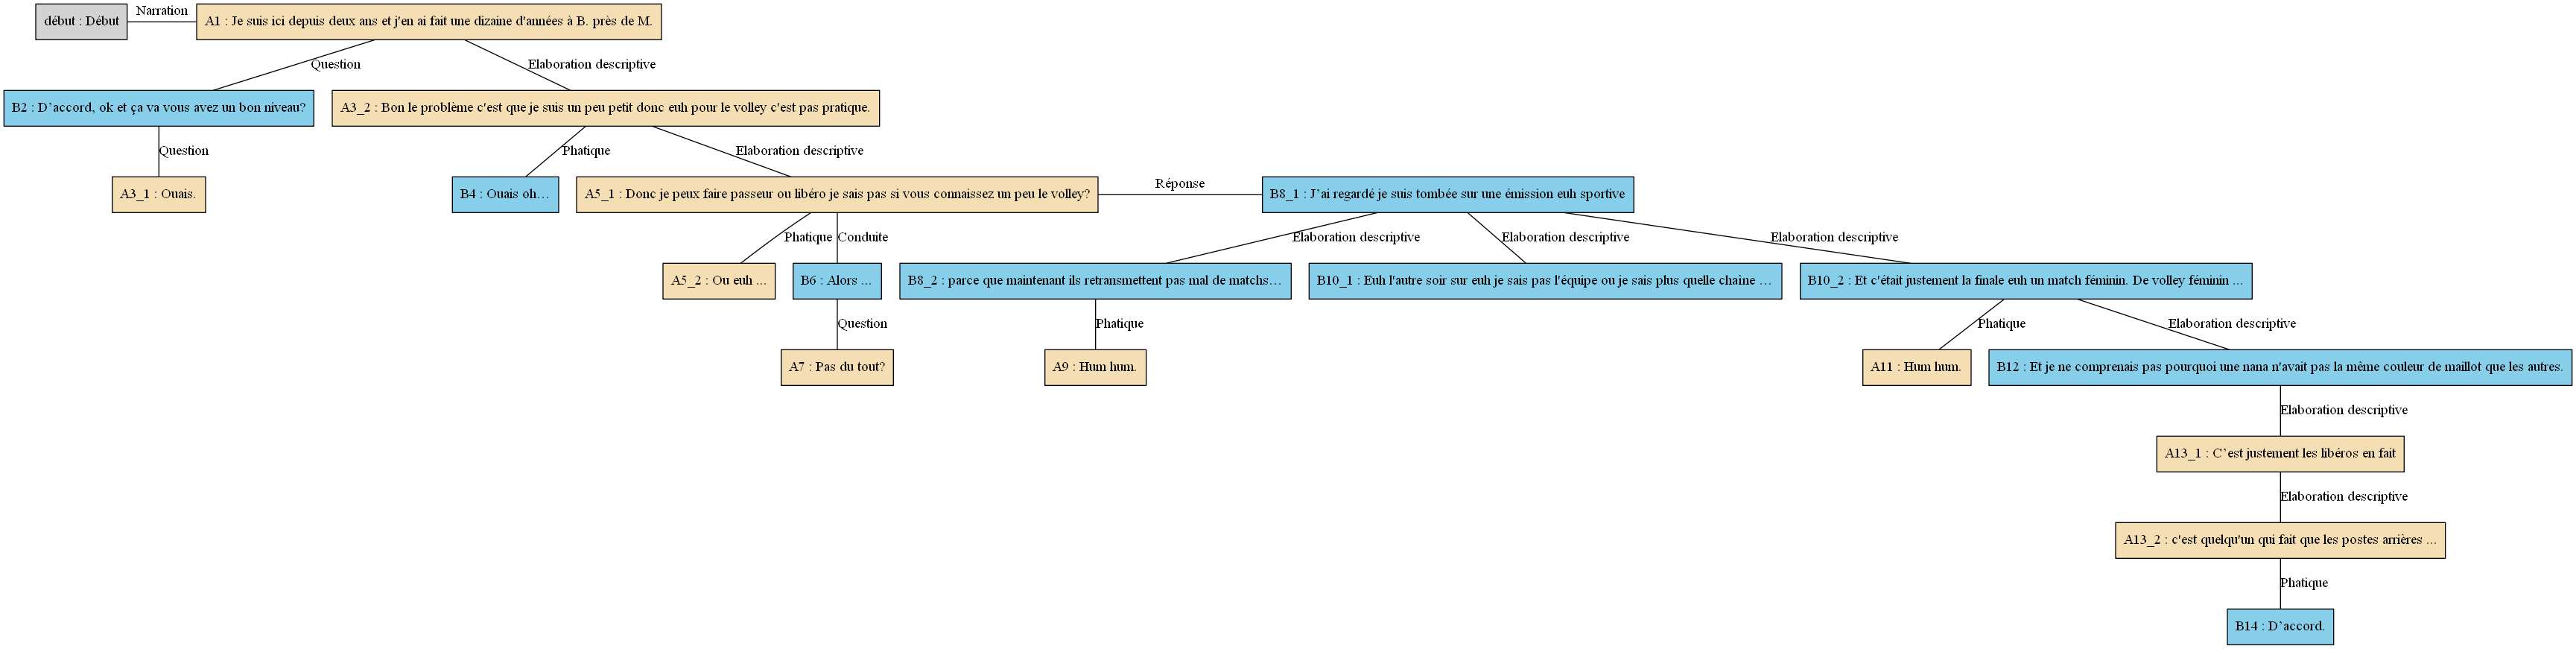 début : Début
Narration
A1 : Je suis ici depuis deux ans et j'en ai fait une dizaine d'années à B. près de M.
Question
Elaboration descriptive
B2 : D’accord, ok et ça va vous avez un bon niveau?
A3_2 : Bon le problème c'est que je suis un peu petit donc euh pour le volley c'est pas pratique.
Question
Phatique
Elaboration descriptive
A3_1 : Ouais.
B4 : Ouais oh…
A5_1 : Donc je peux faire passeur ou libéro je sais pas si vous connaissez un peu le volley?
Réponse
B8_1 : J’ai regardé je suis tombée sur une émission euh sportive
Phatique
Conduite
Elaboration descriptive
Elaboration descriptive
Elaboration descriptive
A5_2 : Ou euh ...
B6 : Alors ...
B8_2 : parce que maintenant ils retransmettent pas mal de matchs…
B10_1 : Euh l'autre soir sur euh je sais pas l'équipe ou je sais plus quelle chaîne …
B10_2 : Et c'était justement la finale euh un match féminin. De volley féminin ...
Question
Phatique
Phatique
Elaboration descriptive
A7 : Pas du tout?
A9 : Hum hum.
A11 : Hum hum.
B12 : Et je ne comprenais pas pourquoi une nana n'avait pas la même couleur de maillot que les autres.
Elaboration descriptive
A13_1 : C’est justement les libéros en fait
Elaboration descriptive
A13_2 : c'est quelqu'un qui fait que les postes arrières ...
Phatique
B14 : D’accord.